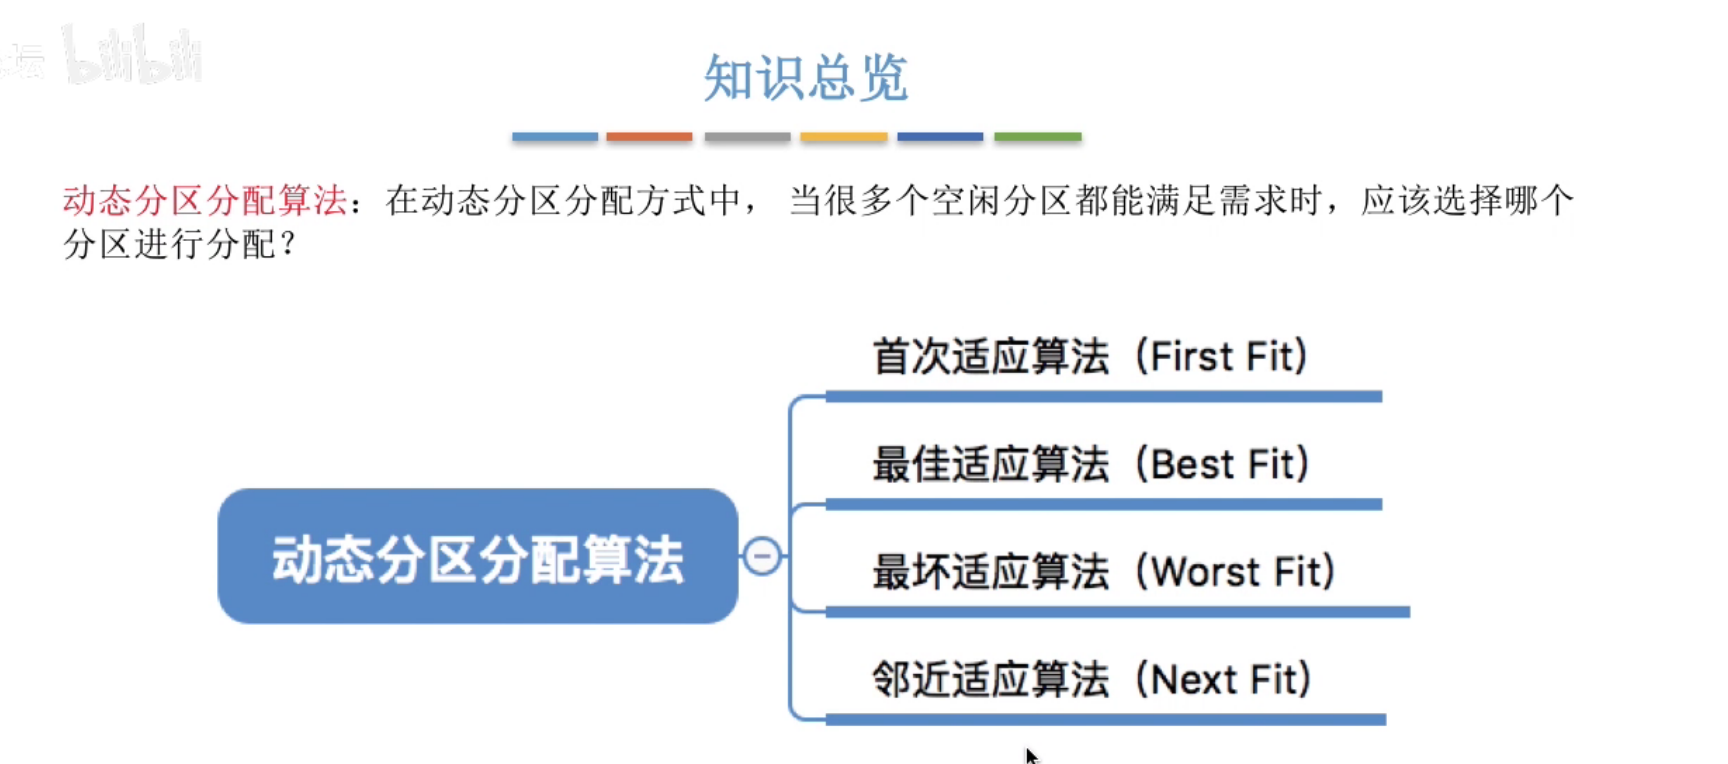 坛 bilibili
知识总览
动态分区分配算法：在动态分区分配方式中， 当很多个空闲分区都能满足需求时，应该选择哪个
分区进行分配？
首次适应算法（First Fit）
最佳适应算法（Best Fit）
动态分区分配算法
最坏适应算法（Worst Fit）
邻近适应算法（Next Fit）